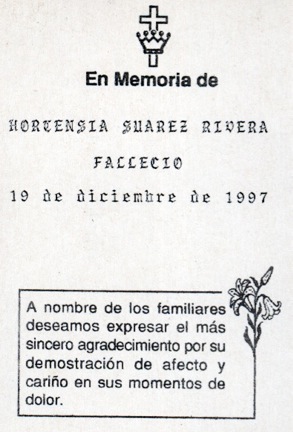 En Memoria de
HORTENSIA SUAREZ RIVERA
FALLECIO
19 de diciembre de 1997
A nombre de los familiares
deseamos expresar el más
sincero agradecimiento por su
demostración de afecto y
cariño en sus momentos de
dolor.